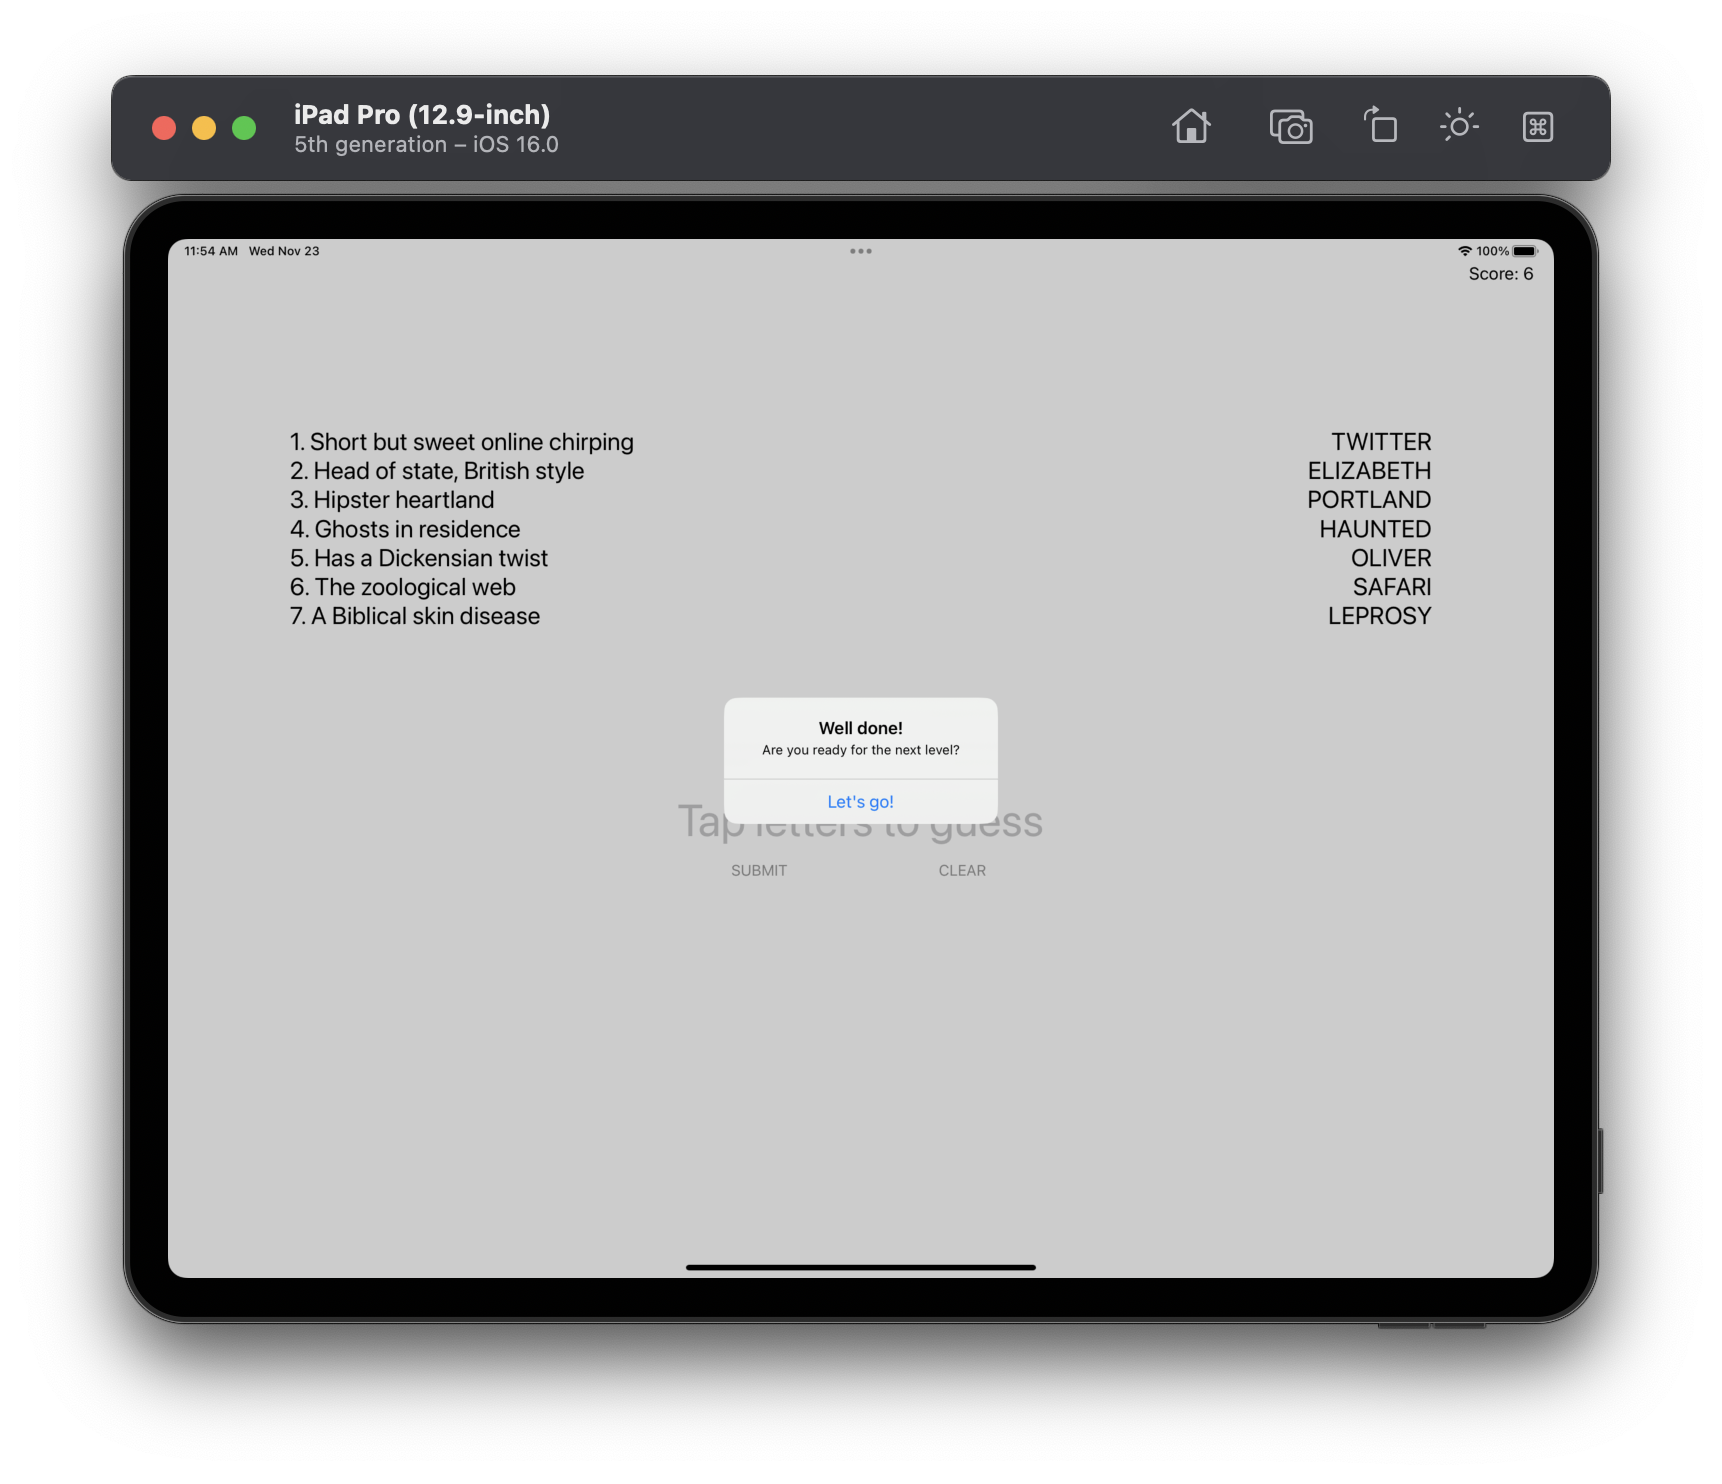 iPad Pro (12.9-inch)
5th generation – iOS 16.0
11:54 AM Wed Nov 23
100%
Score: 6
1. Short but sweet online chirping
TWITTER
2. Head of state, British style
ELIZABETH
3. Hipster heartland
PORTLAND
4. Ghosts in residence
HAUNTED
5. Has a Dickensian twist
OLIVER
6. The zoological web
SAFARI
7. A Biblical skin disease
LEPROSY
Well done!
Are you ready for the next level?
Let's go!
Tap letters to guess
SUBMIT
CLEAR